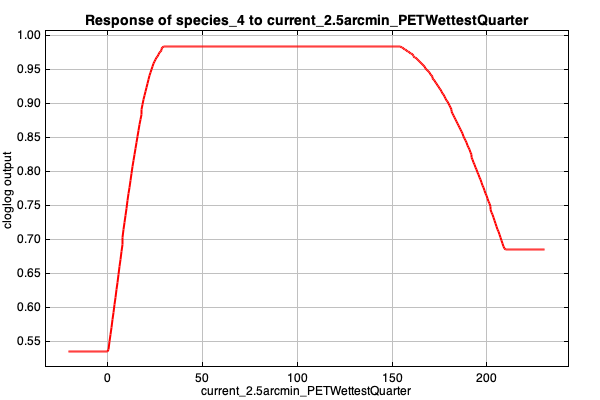 Response of species_4 to current_2.5arcmin_PETWettestQuarter
1.00
0.95
0.90
0.85
0.80
0.75
0.70
0.65
0.60
0.55
cloglog output
0 50 100 150 200
current_2.5arcmin_PETWettestQuarter